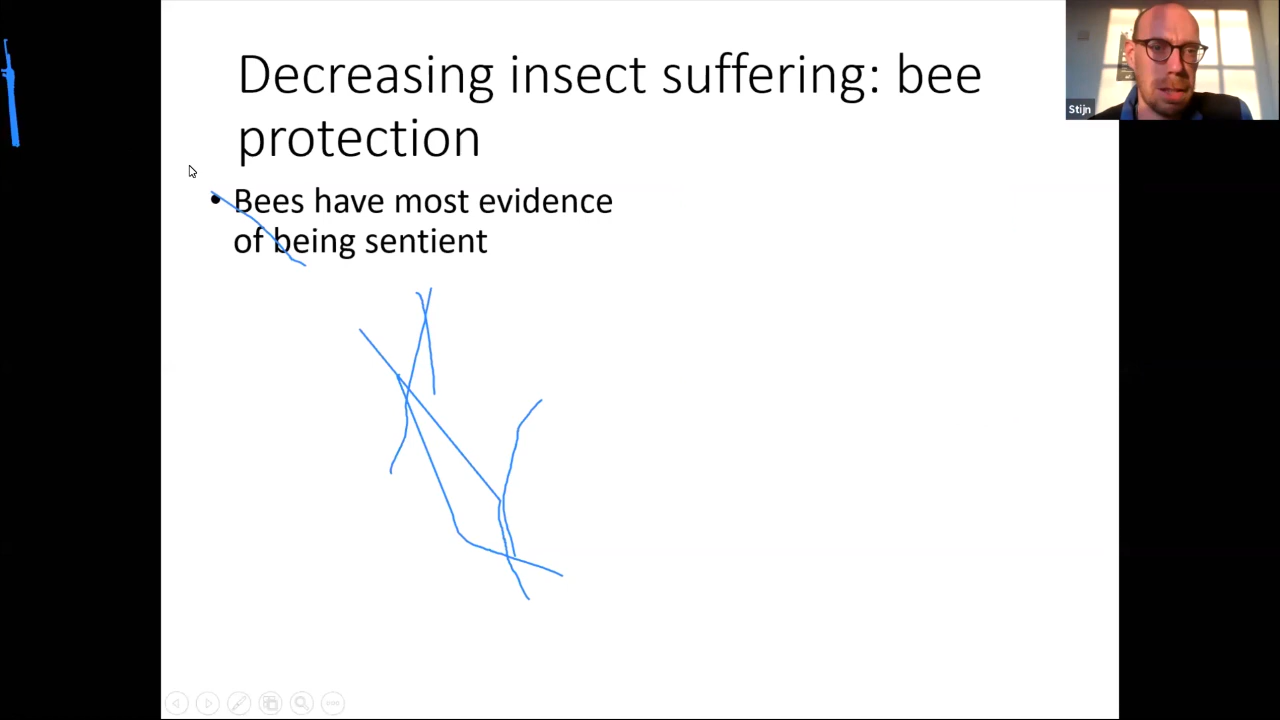 Decreasing insect suffering: bee
protection
• Bees have most evidence
of being sentient
Stijn